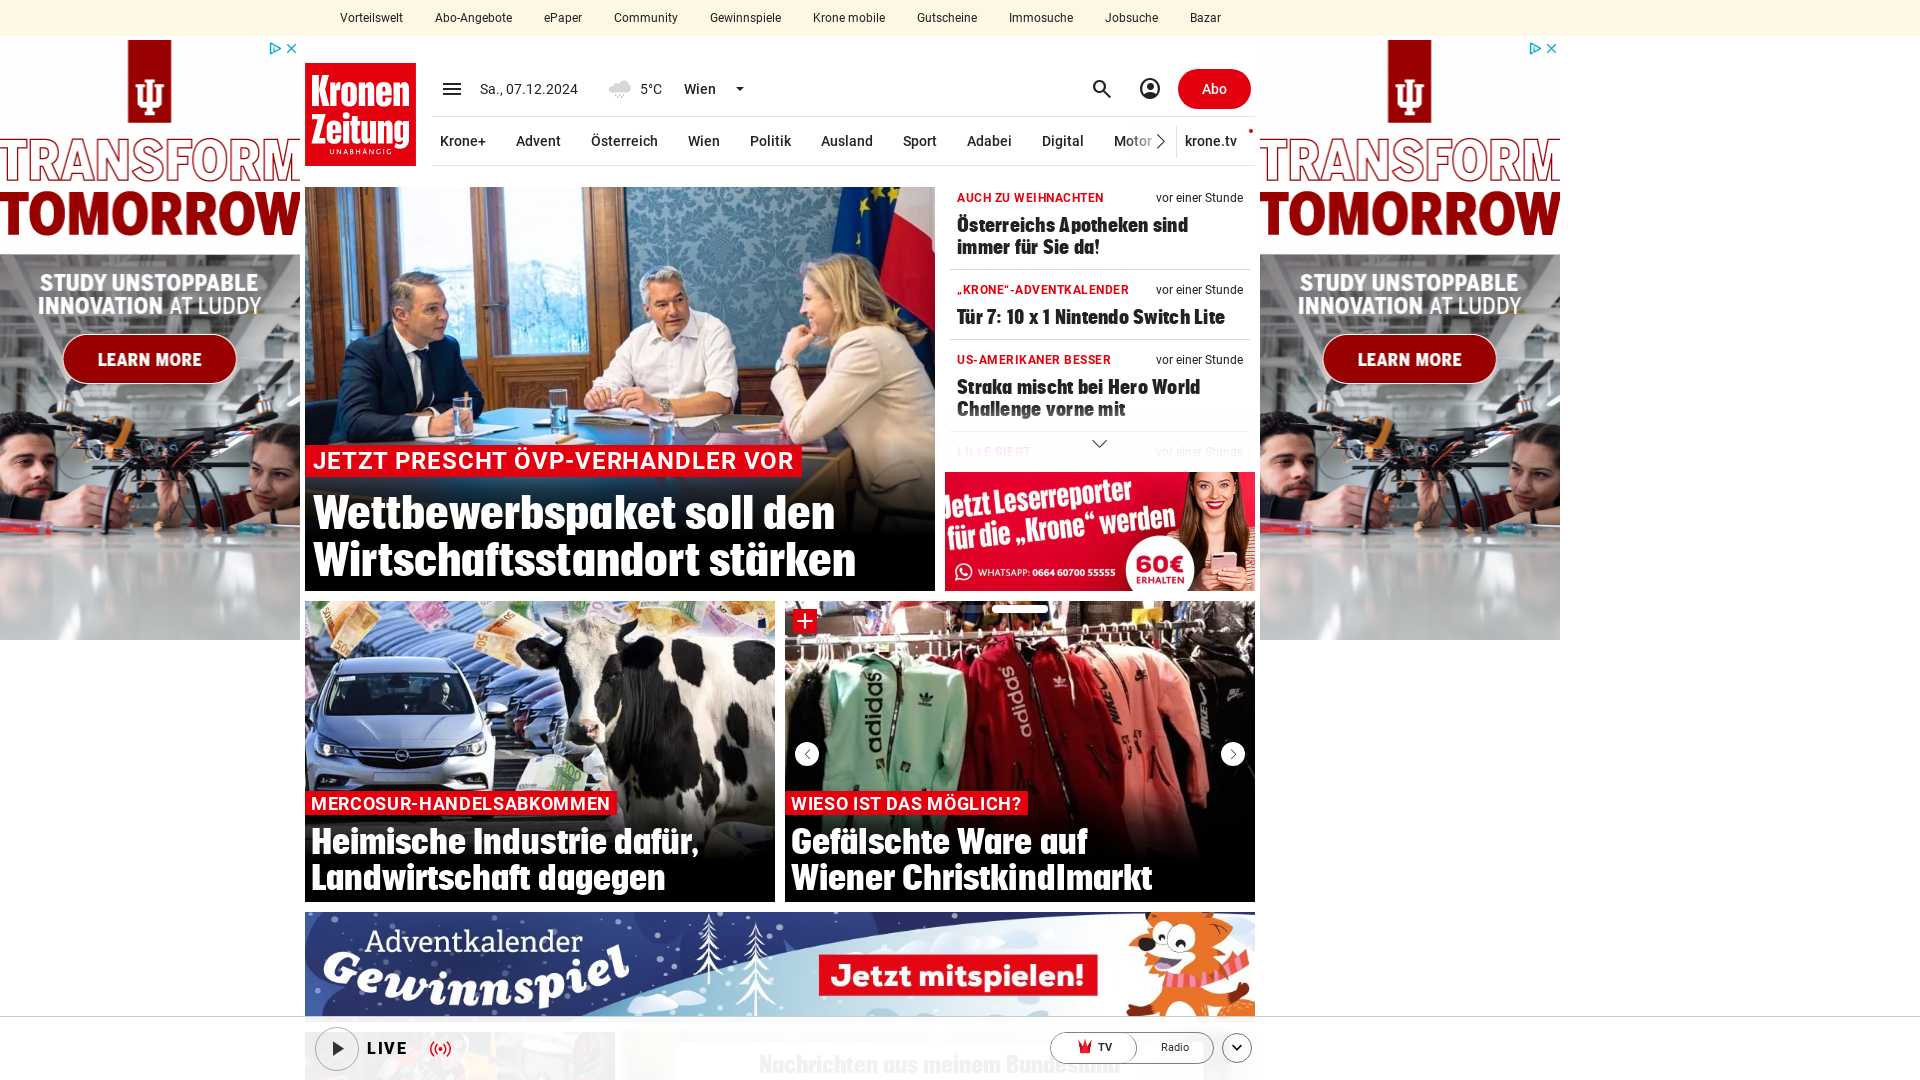 Vorteilswelt
Abo-Angebote
ePaper
Community
Gewinnspiele
Krone mobile
Gutscheine
Immosuche
Jobsuche
Bazar
TRANSFORM
TOMORROW
STUDY UNSTOPPABLE
INNOVATION AT LUDDY
LEARN MORE
Kronen
Zeitung
UNABHÄNGIG
Sa., 07.12.2024
5°C
Wien
Abo
Krone+
Advent
Österreich
Wien
Politik
Ausland
Sport
Adabei
Digital
Motor
krone.tv
JETZT PRESCHT ÖVP-VERHANDLER VOR
Wettbewerbspaket soll den
Wirtschaftsstandort stärken
AUCH ZU WEIHNACHTEN
vor einer Stunde
Österreichs Apotheken sind
immer für Sie da!
„KRONE“-ADVENTKALENDER
vor einer Stunde
Tür 7: 10 x 1 Nintendo Switch Lite
US-AMERIKANER BESSER
vor einer Stunde
Straka mischt bei Hero World
Challenge vorne mit
LILLE SIEGT
vor einer Stunde
Jetzt Leserreporter
für die „Krone“ werden
WHATSAPP: 0664 60700 55555
60€
ERHALTEN
MERCOSUR-HANDELSABKOMMEN
Heimische Industrie dafür,
Landwirtschaft dagegen
adidas
adidas
NIKE
WIESO IST DAS MÖGLICH?
Gefälschte Ware auf
Wiener Christkindlmarkt
Adventkalender
Gewinnspiel
Jetzt mitspielen!
LIVE
TV
Radio
Nachrichten aus meinem Bundesland
TRANSFORM
TOMORROW
STUDY UNSTOPPABLE
INNOVATION AT LUDDY
LEARN MORE